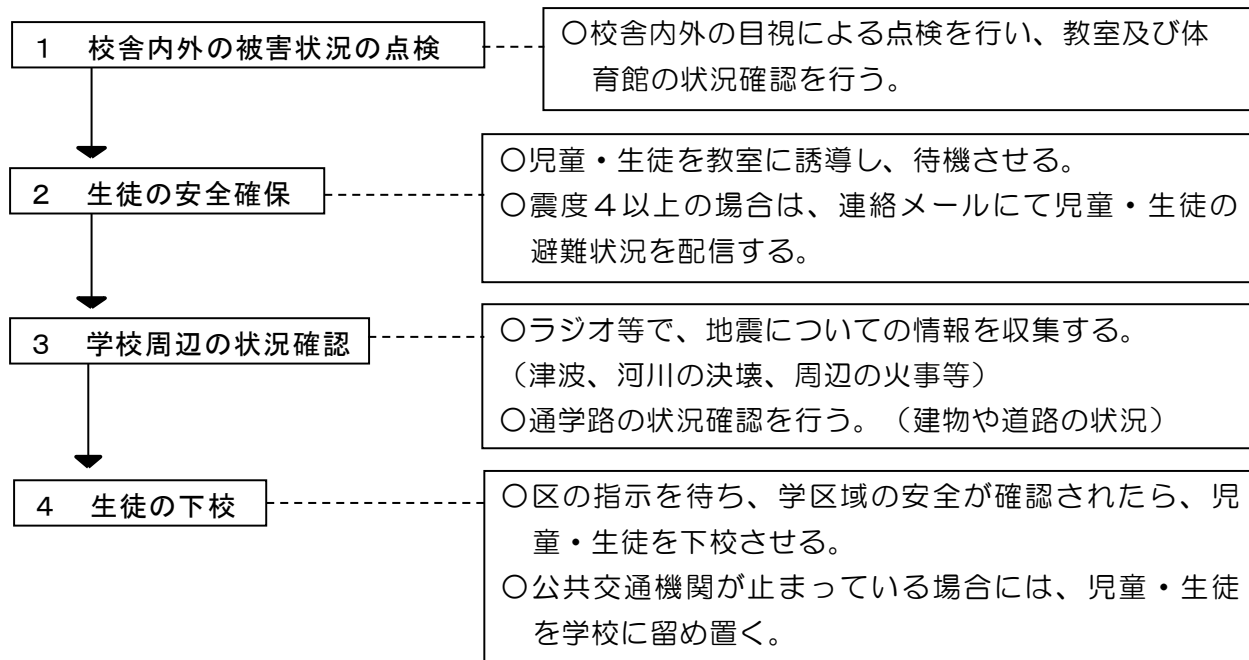 １　校舎内外の被害状況の点検
〇校舎内外の目視による点検を行い、教室及び体
育館の状況確認を行う。
２　生徒の安全確保
〇児童・生徒を教室に誘導し、待機させる。
〇震度４以上の場合は、連絡メールにて児童・生徒の
避難状況を配信する。
３　学校周辺の状況確認
〇ラジオ等で、地震についての情報を収集する。
（津波、河川の決壊、周辺の火事等）
〇通学路の状況確認を行う。（建物や道路の状況）
４　生徒の下校
〇区の指示を待ち、学区域の安全が確認されたら、児
童・生徒を下校させる。
〇公共交通機関が止まっている場合には、児童・生徒
を学校に留め置く。